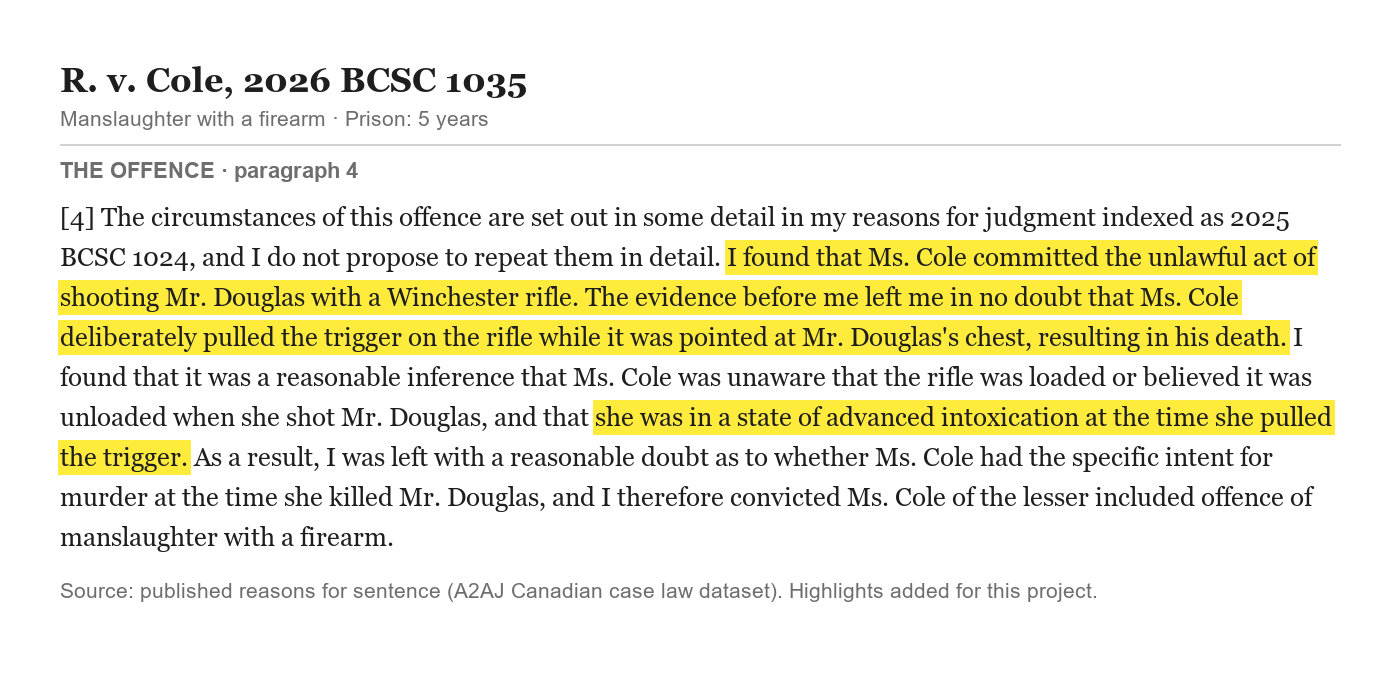 R. v. Cole, 2026 BCSC 1035
Manslaughter with a firearm · Prison: 5 years
THE OFFENCE · paragraph 4
[4] The circumstances of this offence are set out in some detail in my reasons for judgment indexed as 2025
BCSC 1024, and I do not propose to repeat them in detail. I found that Ms. Cole committed the unlawful act of
shooting Mr. Douglas with a Winchester rifle. The evidence before me left me in no doubt that Ms. Cole
deliberately pulled the trigger on the rifle while it was pointed at Mr. Douglas's chest, resulting in his death. I
found that it was a reasonable inference that Ms. Cole was unaware that the rifle was loaded or believed it was
unloaded when she shot Mr. Douglas, and that she was in a state of advanced intoxication at the time she pulled
the trigger. As a result, I was left with a reasonable doubt as to whether Ms. Cole had the specific intent for
murder at the time she killed Mr. Douglas, and I therefore convicted Ms. Cole of the lesser included offence of
manslaughter with a firearm.
Source: published reasons for sentence (A2AJ Canadian case law dataset). Highlights added for this project.